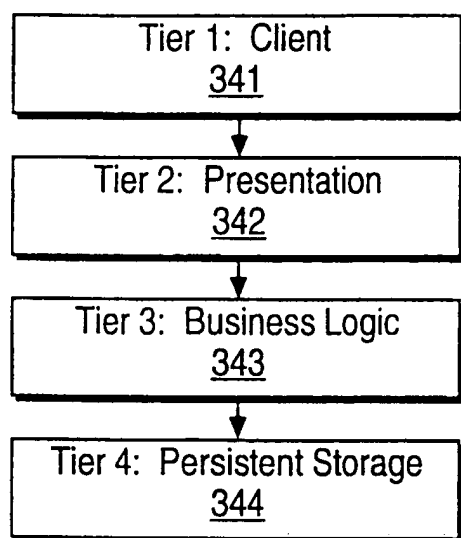 Tier 1: Client
341
Tier 2: Presentation
342
Tier 3: Business Logic
343
Tier 4: Persistent Storage
344